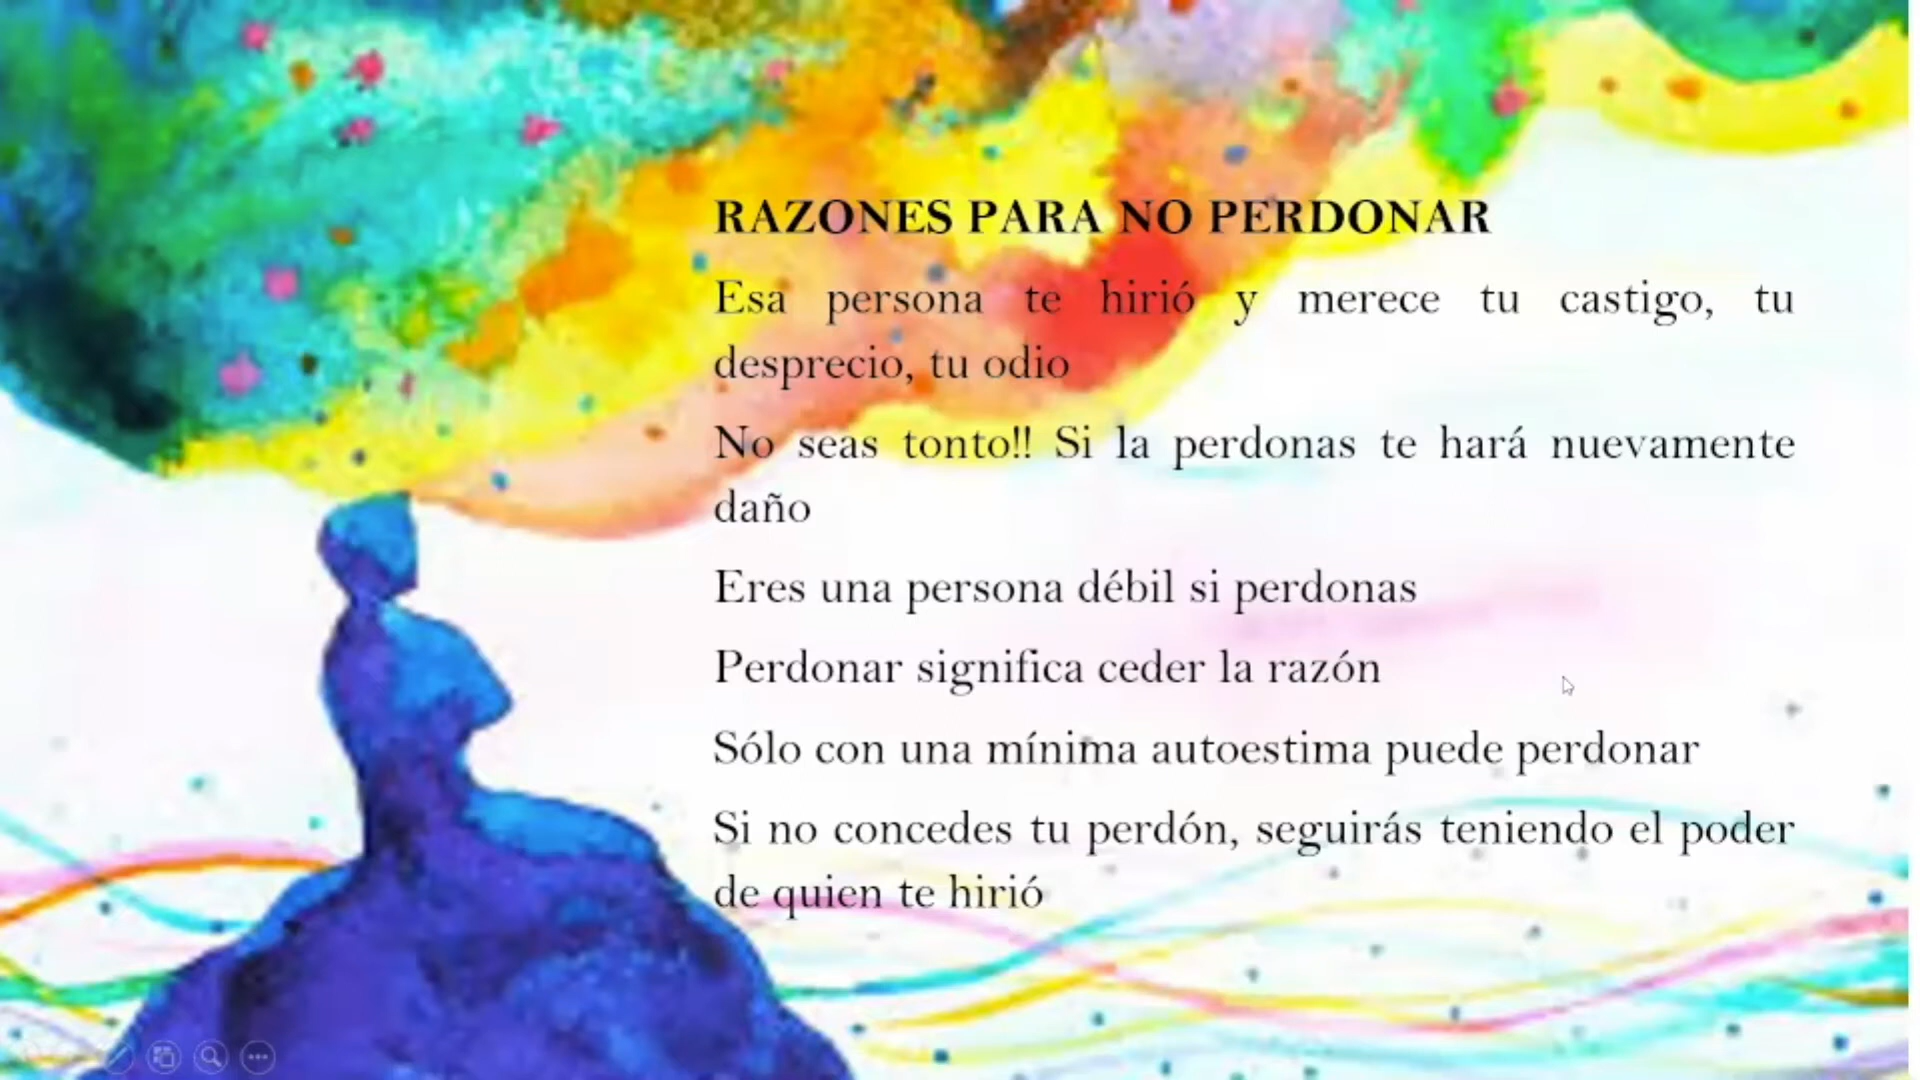 RAZONES PARA NO PERDONAR
Esa persona te hirió y merece tu castigo, tu
desprecio, tu odio
No seas tonto!! Si la perdonas te hará nuevamente
daño
Eres una persona débil si perdonas
Perdonar significa ceder la razón
Sólo con una mínima autoestima puede perdonar
Si no concedes tu perdón, seguirás teniendo el poder
de quien te hirió